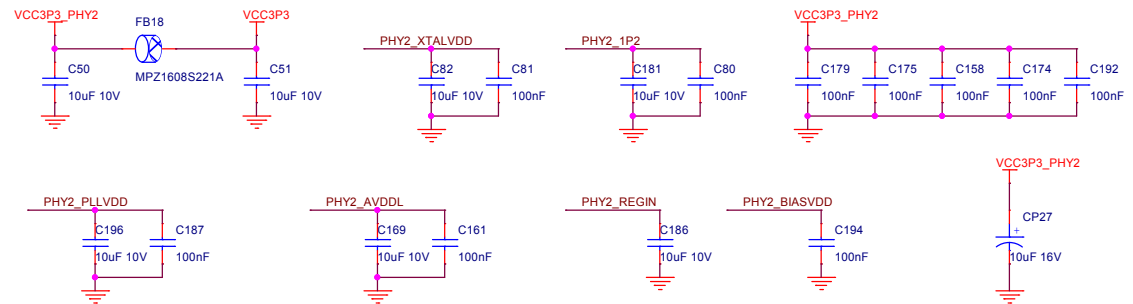 VCC3P3_PHY2
FB18
VCC3P3
C50
MPZ1608S221A
C51
10uF 10V
10uF 10V
PHY2_XTALVDD
C82
C81
10uF 10V
100nF
PHY2_1P2
C181
C80
10uF 10V
100nF
VCC3P3_PHY2
C179
C175
C158
C174
C192
100nF
100nF
100nF
100nF
100nF
PHY2_PLLVDD
C196
C187
10uF 10V
100nF
PHY2_AVDDL
C169
C161
10uF 10V
100nF
PHY2_REGIN
C186
10uF 10V
PHY2_BIASVDD
C194
100nF
VCC3P3_PHY2
CP27
+
10uF 16V